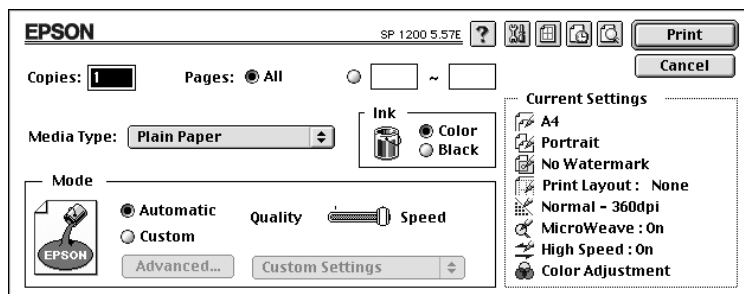 EPSON SP 1200 5.57E ? Print
Cancel
Copies: 1 Pages: All ~
Media Type: Plain Paper
Ink
Color
Black
Mode
EPSON
Automatic
Custom
Quality Speed
Advanced... Custom Settings
Current Settings
A4
Portrait
No Watermark
Print Layout : None
Normal - 360dpi
MicroWeave : On
High Speed : On
Color Adjustment